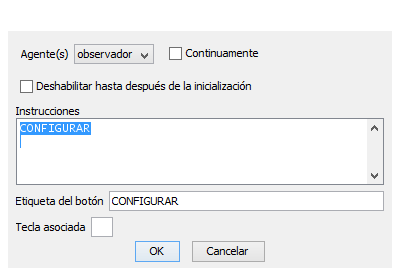 Agente(s) observador Continuamente
Deshabilitar hasta después de la inicialización
Instrucciones
CONFIGURAR
Etiqueta del botón CONFIGURAR
Tecla asociada
OK Cancelar